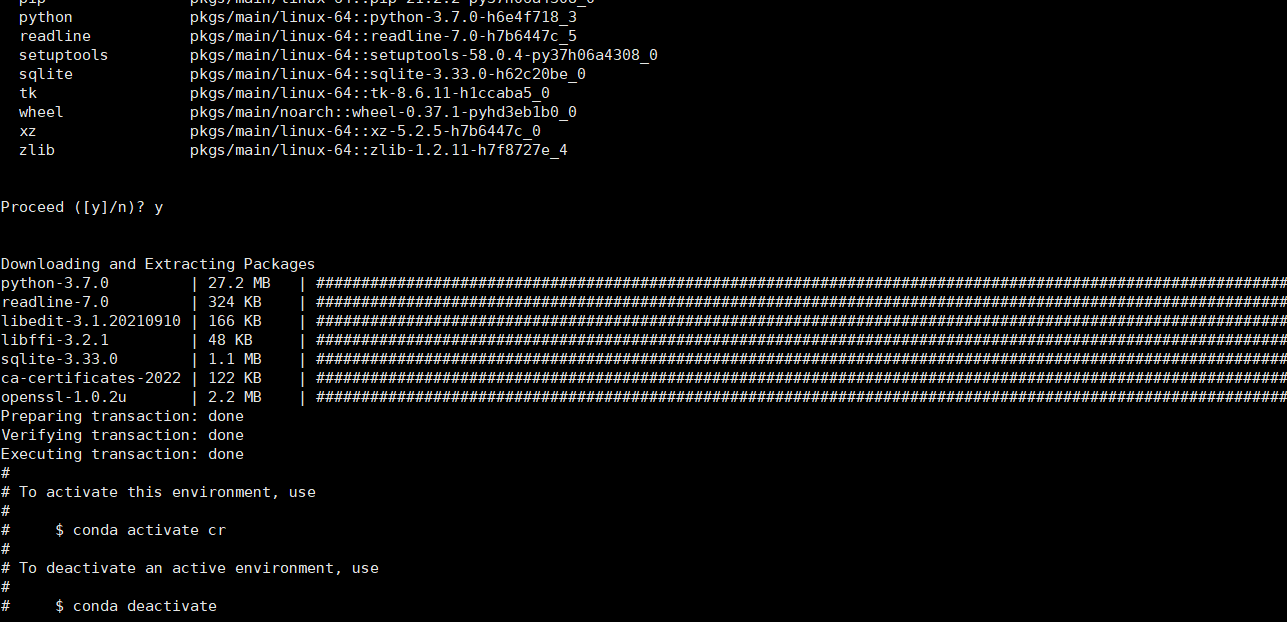 pip pkgs/main/linux-64::pip-21.2.2-py37h06a4308_0
python pkgs/main/linux-64::python-3.7.0-h6e4f718_3
readline pkgs/main/linux-64::readline-7.0-h7b6447c_5
setuptools pkgs/main/linux-64::setuptools-58.0.4-py37h06a4308_0
sqlite pkgs/main/linux-64::sqlite-3.33.0-h62c20be_0
tk pkgs/main/linux-64::tk-8.6.11-h1ccaba5_0
wheel pkgs/main/noarch::wheel-0.37.1-pyhd3eb1b0_0
xz pkgs/main/linux-64::xz-5.2.5-h7b6447c_0
zlib pkgs/main/linux-64::zlib-1.2.11-h7f8727e_4
Proceed ([y]/n)? y
Downloading and Extracting Packages
python-3.7.0 | 27.2 MB | ############################################################################################################
readline-7.0 | 324 KB | ############################################################################################################
libedit-3.1.20210910 | 166 KB | ############################################################################################################
libffi-3.2.1 | 48 KB | ############################################################################################################
sqlite-3.33.0 | 1.1 MB | ############################################################################################################
ca-certificates-2022 | 122 KB | ############################################################################################################
openssl-1.0.2u | 2.2 MB | ############################################################################################################
Preparing transaction: done
Verifying transaction: done
Executing transaction: done
#
# To activate this environment, use
#
# $ conda activate cr
#
# To deactivate an active environment, use
#
# $ conda deactivate